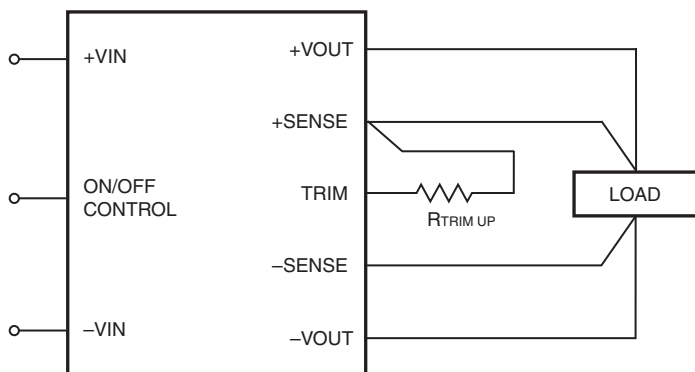 +VIN
+VOUT
+SENSE
ON/OFF
CONTROL
TRIM
RTRIM UP
LOAD
–SENSE
–VIN
–VOUT